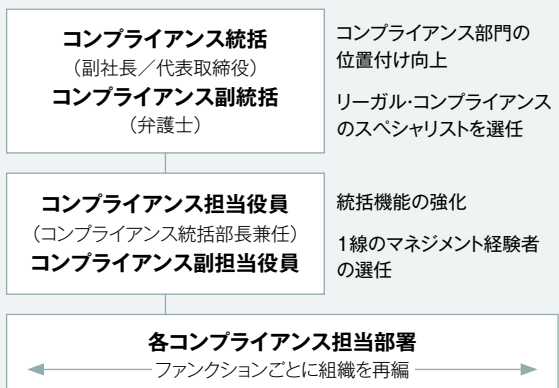 コンプライアンス統括
（副社長／代表取締役）
コンプライアンス副統括
（弁護士）
コンプライアンス部門の
位置付け向上
リーガル・コンプライアンス
のスペシャリストを選任
コンプライアンス担当役員
（コンプライアンス統括部長兼任）
コンプライアンス副担当役員
統括機能の強化
1線のマネジメント経験者
の選任
各コンプライアンス担当部署
ファンクションごとに組織を再編